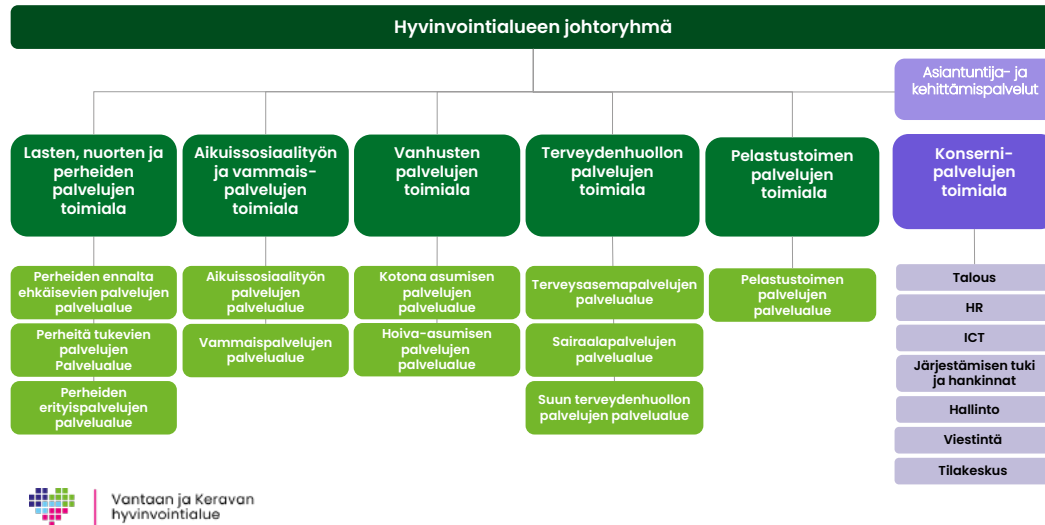 Hyvinvointialueen johtoryhmä
Asiantuntija- ja
kehittämispalvelut
Lasten, nuorten ja
perheiden
palvelujen
toimiala
Aikuissosiaalityön
ja vammais-
palvelujen
toimiala
Vanhusten
palvelujen
toimiala
Terveydenhuollon
palvelujen
toimiala
Pelastustoimen
palvelujen
toimiala
Konserni-
palvelujen
toimiala
Perheiden ennalta
ehkäisevien palvelujen
palvelualue
Perheitä tukevien
palvelujen
Palvelualue
Perheiden
erityispalvelujen
palvelualue
Aikuissosiaalityön
palvelujen
palvelualue
Vammaispalvelujen
palvelualue
Kotona asumisen
palvelujen
palvelualue
Hoiva-asumisen
palvelujen
palvelualue
Terveysasemapalvelujen
palvelualue
Sairaalapalvelujen
palvelualue
Suun terveydenhuollon
palvelujen palvelualue
Pelastustoimen
palvelujen
palvelualue
Talous
HR
ICT
Järjestämisen tuki
ja hankinnat
Hallinto
Viestintä
Tilakeskus
Vantaan ja Keravan
hyvinvointialue